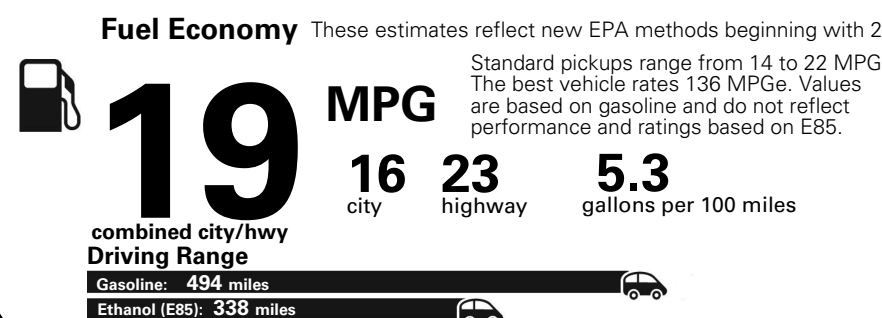 Fuel Economy These estimates reflect new EPA methods beginning with 2
Standard pickups range from 14 to 22 MPG
The best vehicle rates 136 MPGe. Values
are based on gasoline and do not reflect
performance and ratings based on E85.
19 MPG
combined city/hwy
16 city
23 highway
5.3 gallons per 100 miles
Driving Range
Gasoline: 494 miles
Ethanol (E85): 338 miles